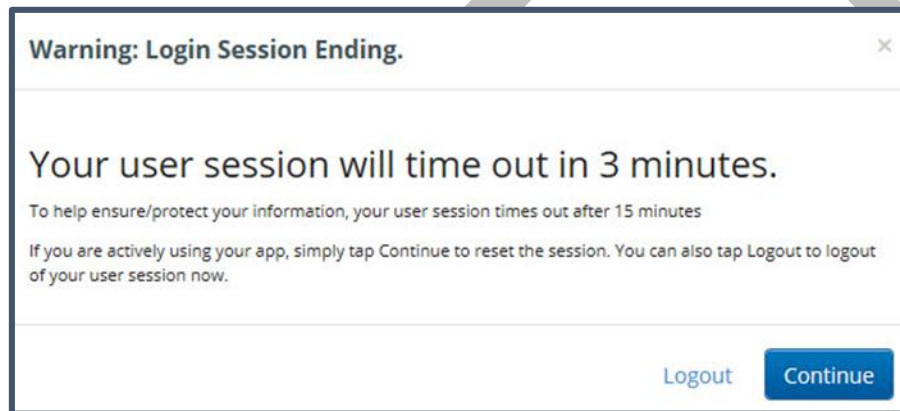 Warning: Login Session Ending.
×
Your user session will time out in 3 minutes.
To help ensure/protect your information, your user session times out after 15 minutes
If you are actively using your app, simply tap Continue to reset the session. You can also tap Logout to logout
of your user session now.
Logout
Continue